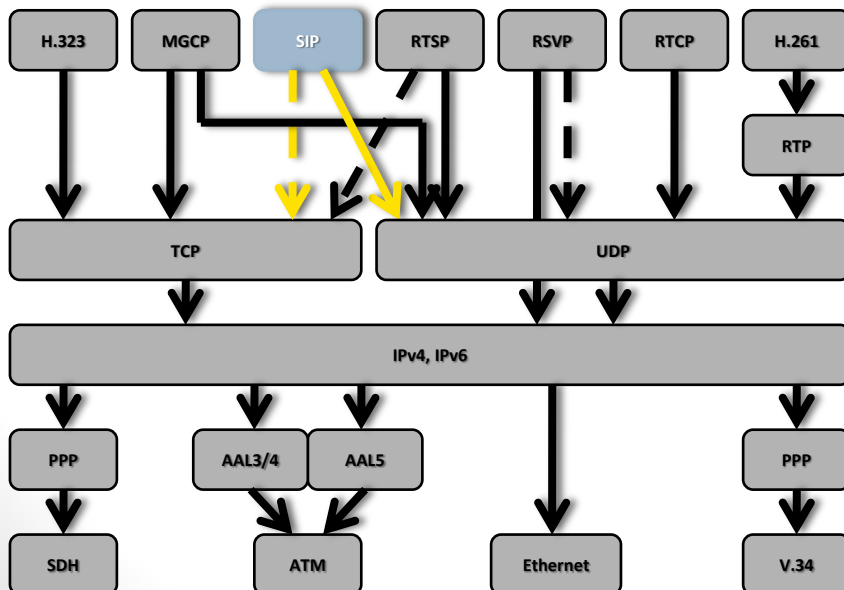 H.323
MGCP
SIP
RTSP
RSVP
RTCP
H.261
RTP
TCP
UDP
IPv4, IPv6
PPP
AAL3/4
AAL5
PPP
SDH
ATM
Ethernet
V.34